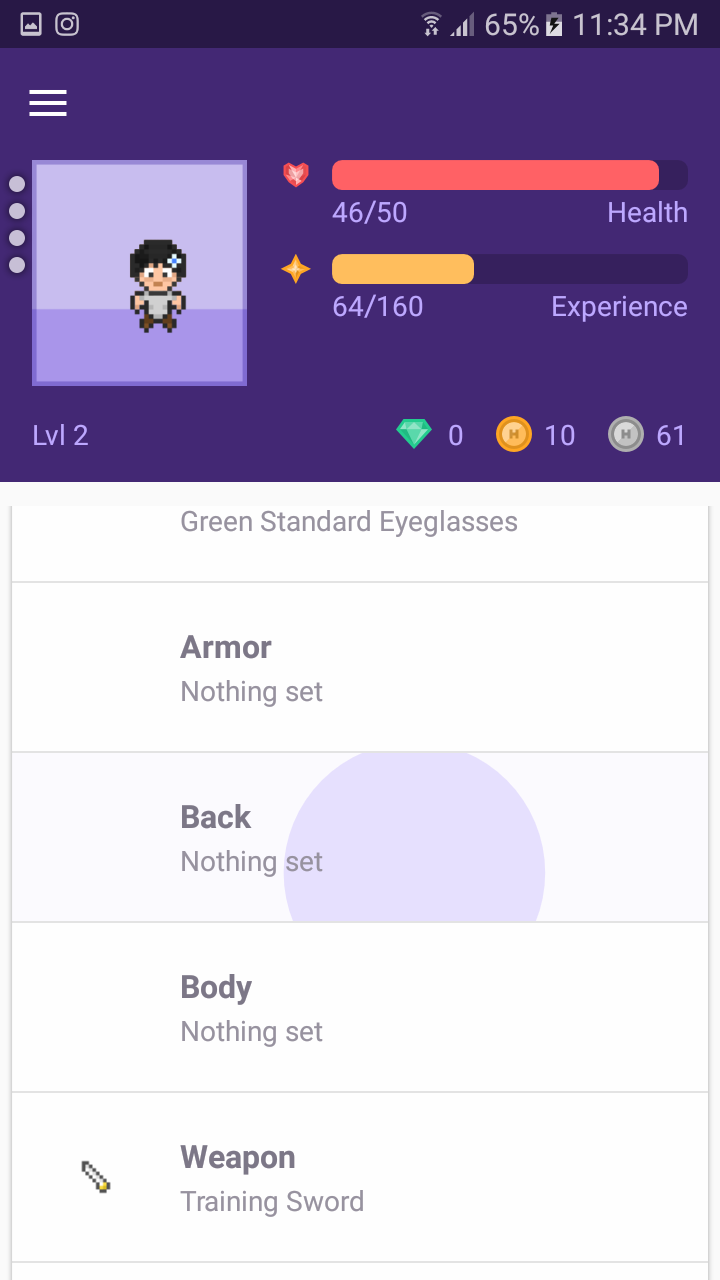 65% 11:34 PM
46/50 Health
64/160 Experience
Lvl 2 0 H 10 H 61
Green Standard Eyeglasses
Armor
Nothing set
Back
Nothing set
Body
Nothing set
Weapon
Training Sword